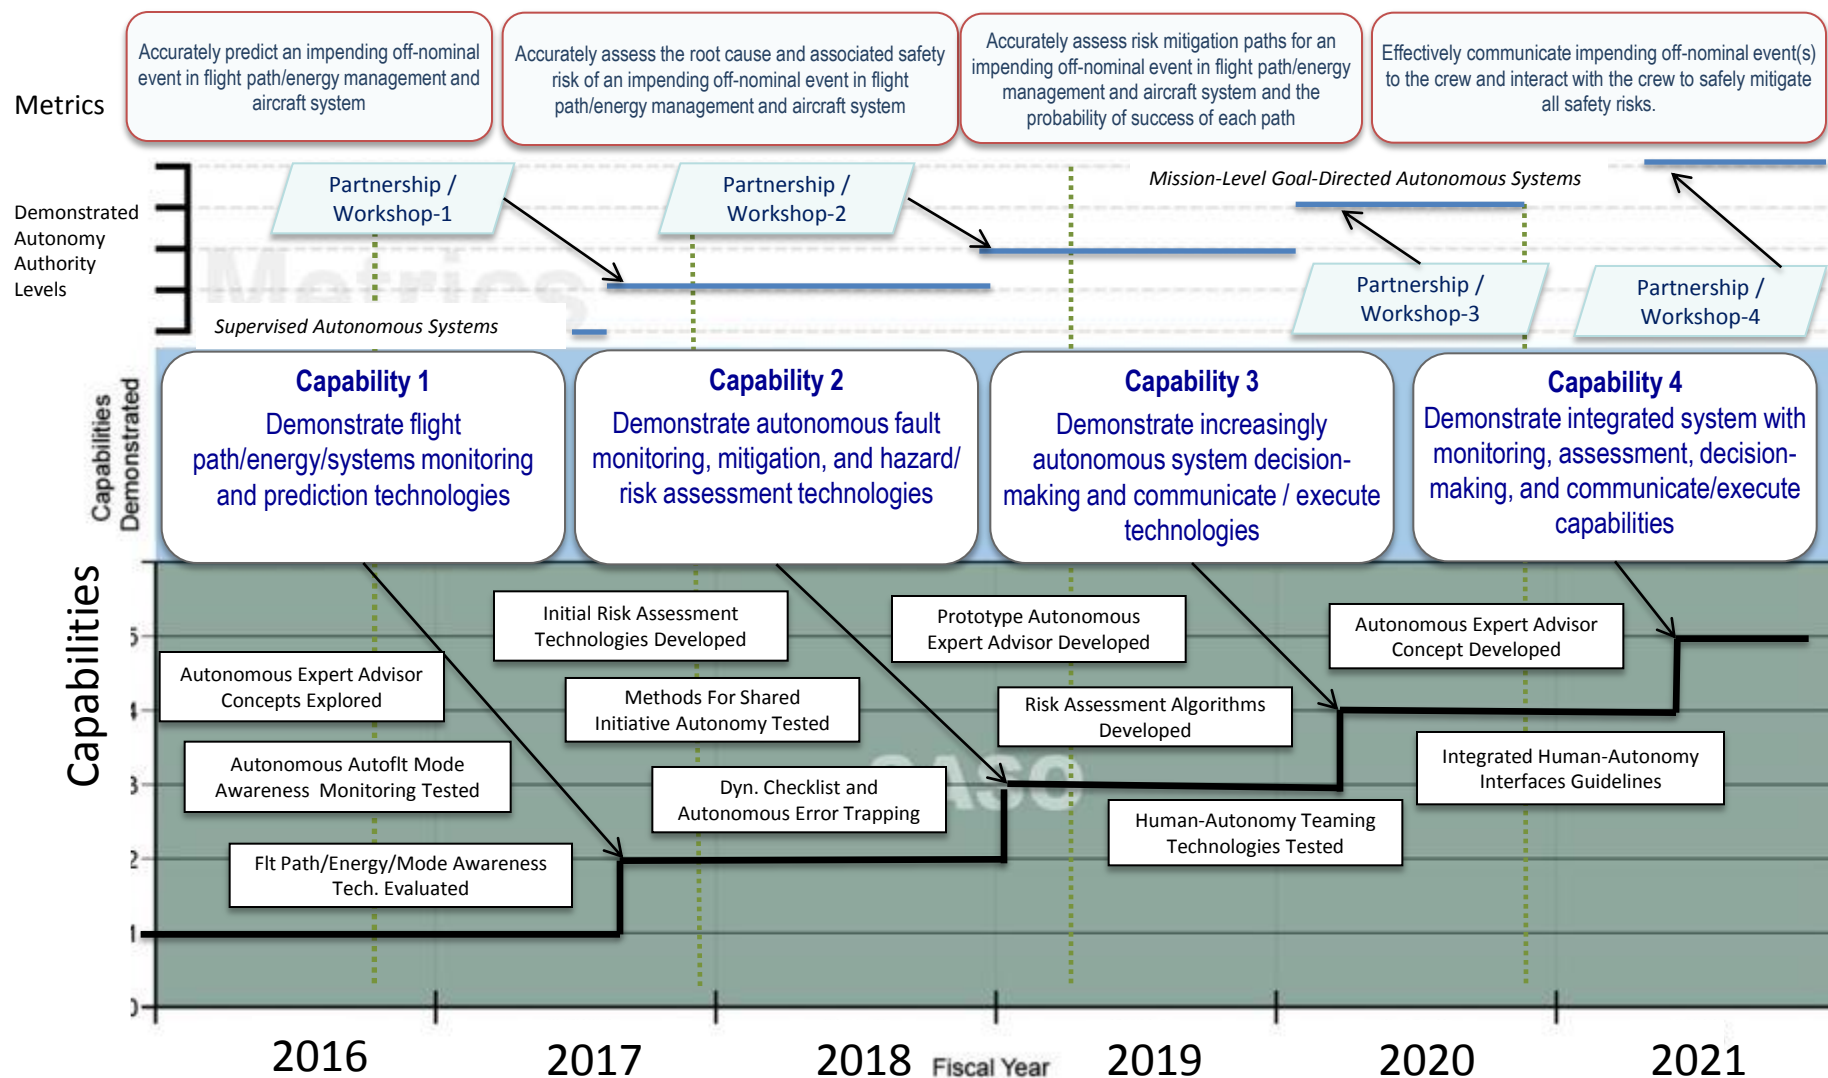 Metrics
Accurately predict an impending off-nominal
event in flight path/energy management and
aircraft system
Accurately assess the root cause and associated safety
risk of an impending off-nominal event in flight
path/energy management and aircraft system
Accurately assess risk mitigation paths for an
impending off-nominal event in flight path/energy
management and aircraft system and the
probability of success of each path
Effectively communicate impending off-nominal event(s)
to the crew and interact with the crew to safely mitigate
all safety risks.
Demonstrated
Autonomy
Authority
Levels
Metrics
Partnership /
Workshop-1
Partnership /
Workshop-2
Mission-Level Goal-Directed Autonomous Systems
Partnership /
Workshop-3
Partnership /
Workshop-4
Supervised Autonomous Systems
Capabilities
Demonstrated
Capability 1
Demonstrate flight
path/energy/systems monitoring
and prediction technologies
Capability 2
Demonstrate autonomous fault
monitoring, mitigation, and hazard/
risk assessment technologies
Capability 3
Demonstrate increasingly
autonomous system decision-
making and communicate / execute
technologies
Capability 4
Demonstrate integrated system with
monitoring, assessment, decision-
making, and communicate/execute
capabilities
Capabilities
5
4
3
2
1
0
Autonomous Expert Advisor
Concepts Explored
Autonomous Autoflt Mode
Awareness Monitoring Tested
Flt Path/Energy/Mode Awareness
Tech. Evaluated
Initial Risk Assessment
Technologies Developed
Methods For Shared
Initiative Autonomy Tested
Dyn. Checklist and
Autonomous Error Trapping
Prototype Autonomous
Expert Advisor Developed
Risk Assessment Algorithms
Developed
Human-Autonomy Teaming
Technologies Tested
Autonomous Expert Advisor
Concept Developed
Integrated Human-Autonomy
Interfaces Guidelines
2016
2017
2018
Fiscal Year
2019
2020
2021